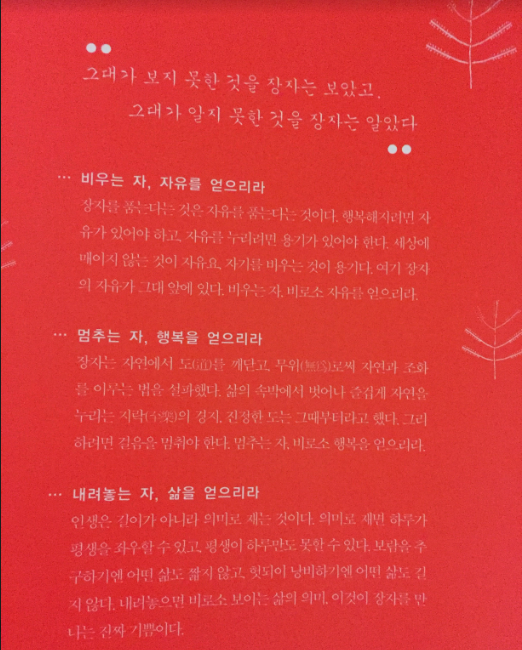 그대가 보지 못한 것을 장자는 보았고,
그대가 알지 못한 것을 장자는 알았다
… 비우는 자, 자유를 얻으리라
장자를 품는다는 것은 자유를 품는다는 것이다. 행복해지려면 자
유가 있어야 하고, 자유를 누리려면 용기가 있어야 한다. 세상에
매이지 않는 것이 자유요, 자기를 비우는 것이 용기다. 여기 장자
의 자유가 그대 앞에 있다. 비우는 자, 비로소 자유를 얻으리라.
… 멈추는 자, 행복을 얻으리라
장자는 자연에서 도(道)를 깨닫고, 무위(無爲)로써 자연과 조화
를 이루는 법을 설파했다. 삶의 속박에서 벗어나 즐겁게 자연을
누리는 지락(至樂)의 경지, 진정한 도는 그때부터라고 했다. 그리
하려면 걸음을 멈춰야 한다. 멈추는 자, 비로소 행복을 얻으리라.
… 내려놓는 자, 삶을 얻으리라
인생은 길이가 아니라 의미로 재는 것이다. 의미로 재면 하루가
평생을 좌우할 수 있고, 평생이 하루만도 못할 수 있다. 보람을 추
구하기엔 어떤 삶도 짧지 않고, 헛되이 낭비하기엔 어떤 삶도 길
지 않다. 내려놓으면 비로소 보이는 삶의 의미, 이것이 장자를 만
나는 진짜 기쁨이다.